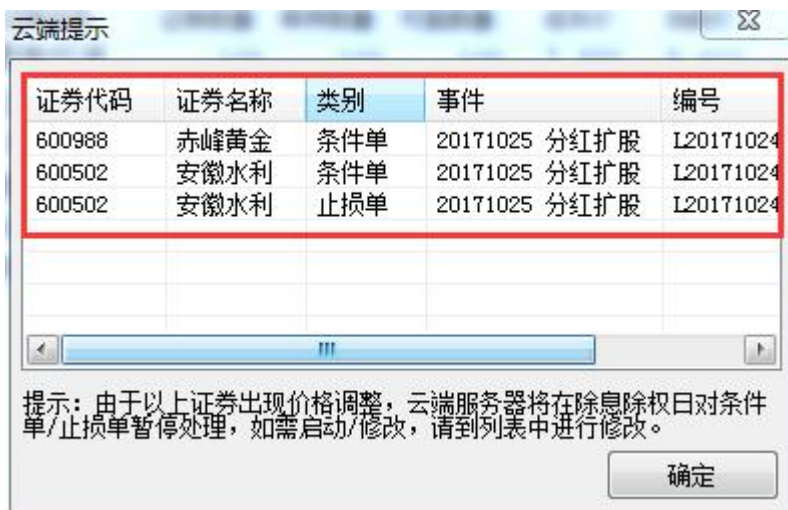 云端提示
证券代码 证券名称 类别 事件 编号
600988 赤峰黄金 条件单 20171025 分红扩股 L20171024
600502 安徽水利 条件单 20171025 分红扩股 L20171024
600502 安徽水利 止损单 20171025 分红扩股 L20171024
提示：由于以上证券出现价格调整，云端服务器将在除息除权日对条件
单/止损单暂停处理，如需启动/修改，请到列表中进行修改。
确定